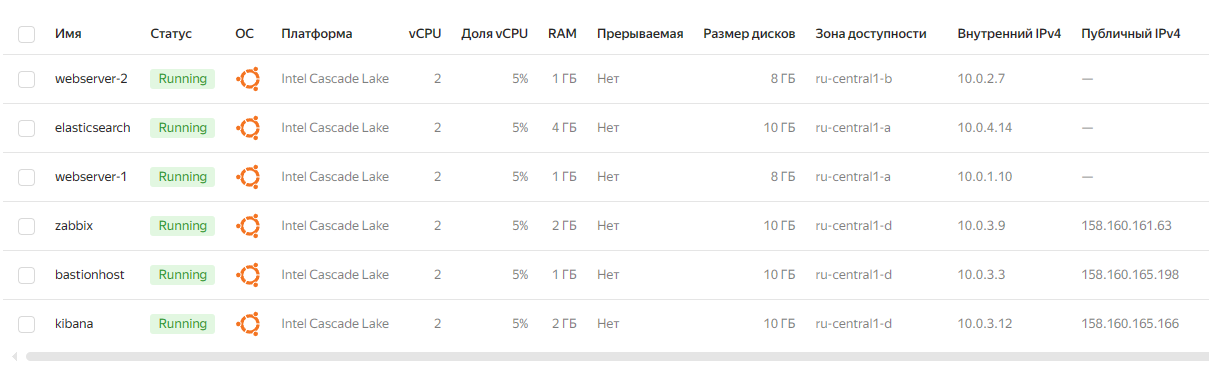 Имя Статус ОС Платформа vCPU Доля vCPU RAM Прерываемая Размер дисков Зона доступности Внутренний IPv4 Публичный IPv4
webserver-2 Running Intel Cascade Lake 2 5% 1 ГБ Нет 8 ГБ ru-central1-b 10.0.2.7 —
elasticsearch Running Intel Cascade Lake 2 5% 4 ГБ Нет 10 ГБ ru-central1-a 10.0.4.14 —
webserver-1 Running Intel Cascade Lake 2 5% 1 ГБ Нет 8 ГБ ru-central1-a 10.0.1.10 —
zabbix Running Intel Cascade Lake 2 5% 2 ГБ Нет 10 ГБ ru-central1-d 10.0.3.9 158.160.161.63
bastionhost Running Intel Cascade Lake 2 5% 1 ГБ Нет 10 ГБ ru-central1-d 10.0.3.3 158.160.165.198
kibana Running Intel Cascade Lake 2 5% 2 ГБ Нет 10 ГБ ru-central1-d 10.0.3.12 158.160.165.166